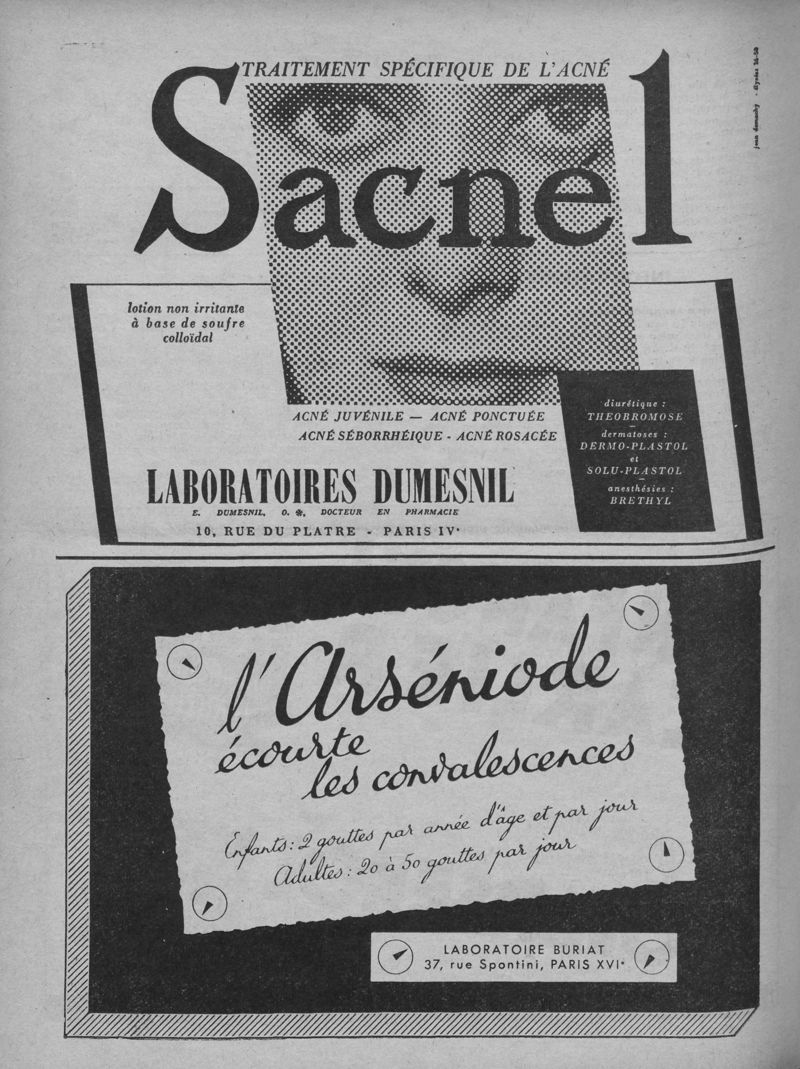 TRAITEMENT SPÉCIFIQUE DE L'ACNÉ
Sacnél
lotion non irritante
à base de soufre
colloïdal
ACNÉ JUVÉNILE — ACNÉ PONCTUÉE
ACNÉ SÉBORRHÉIQUE - ACNÉ ROSACÉE
diurétique :
THEOBROMOSE
—
dermatoses :
DERMO-PLASTOL
et
SOLU-PLASTOL
—
anesthésies :
BRETHYL
LABORATOIRES DUMESNIL
E. DUMESNIL, O. ❋, DOCTEUR EN PHARMACIE
10, RUE DU PLATRE - PARIS IVe
l'Arséniode
écourte
les convalescences
Enfants : 2 gouttes par année d'âge et par jour
Adultes : 20 à 50 gouttes par jour
LABORATOIRE BURIAT
37, rue Spontini, PARIS XVIe